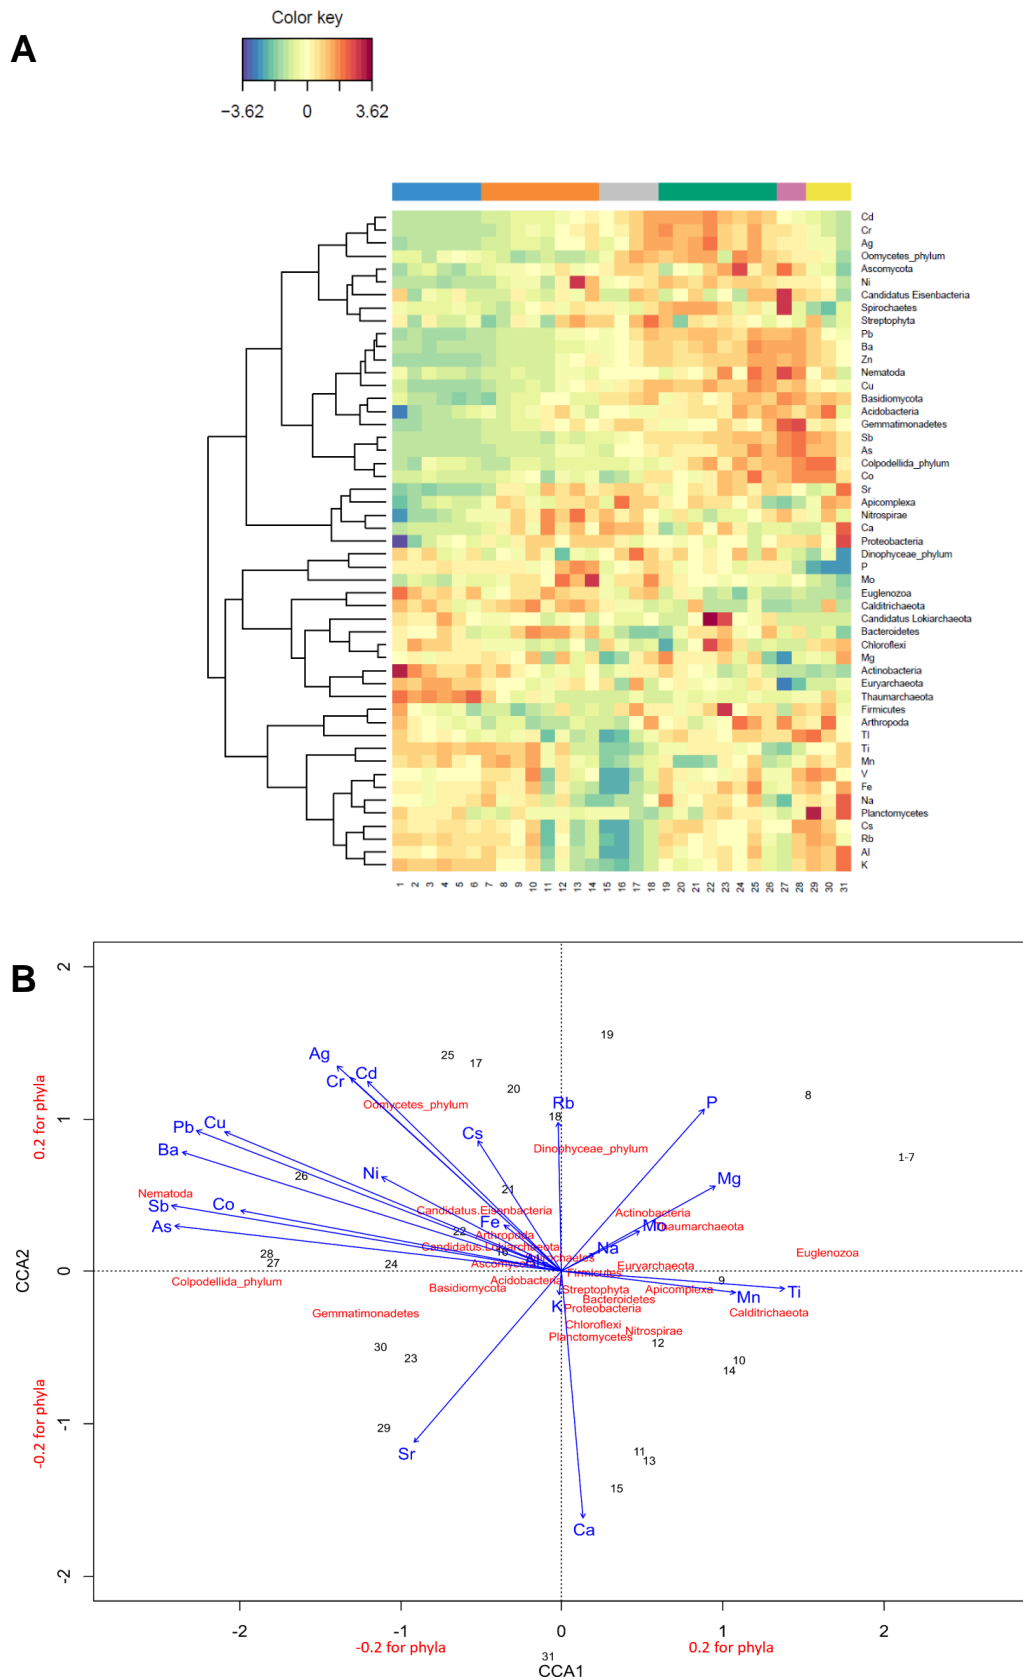 Color key
A
−3.62 0 3.62
Cd
Cr
Ag
Oomycetes_phylum
Ascomycota
Ni
Candidatus Eisenbacteria
Spirochaetes
Streptophyta
Pb
Ba
Zn
Nematoda
Cu
Basidiomycota
Acidobacteria
Gemmatimonadetes
Sb
As
Colpodellida_phylum
Co
Sr
Apicomplexa
Nitrospirae
Ca
Proteobacteria
Dinophyceae_phylum
P
Mo
Euglenozoa
Calditrichaeota
Candidatus Lokiarchaeota
Bacteroidetes
Chloroflexi
Mg
Actinobacteria
Euryarchaeota
Thaumarchaeota
Firmicutes
Arthropoda
Tl
Ti
Mn
V
Fe
Na
Planctomycetes
Cs
Rb
Al
K
1 2 3 4 5 6 7 8 9 10 11 12 13 14 15 16 17 18 19 20 21 22 23 24 25 26 27 28 29 30 31
B
2
19
Ag 25 17
Cr Cd 20 8
Oomycetes_phylum Rb P
0.2 for phyla
1
18
Pb Cu Cs Dinophyceae_phylum 1-7
Ba
26 Ni Mg
Nematoda 21
Sb Co Candidatus.Eisenbacteria Actinobacteria
As Fe Mo Thaumarchaeota
22 Arthropoda
28 Candidatus.Lokiarchaeota 16 Na Euglenozoa
27 24 Ascomycota Euryarchaeota
0
CCA2
Colpodellida_phylum Acidobacteria Firmicutes 9
Basidiomycota Streptophyta Apicomplexa Ti
K Bacteroidetes Mn
Gemmatimonadetes Proteobacteria Calditrichaeota
Chloroflexi Nitrospirae
30 Planctomycetes 12
23 10
14
-0.2 for phyla
-1
29
Sr 11
13
15
Ca
-2
-2 -1 0 1 2
-0.2 for phyla 0.2 for phyla
31
CCA1